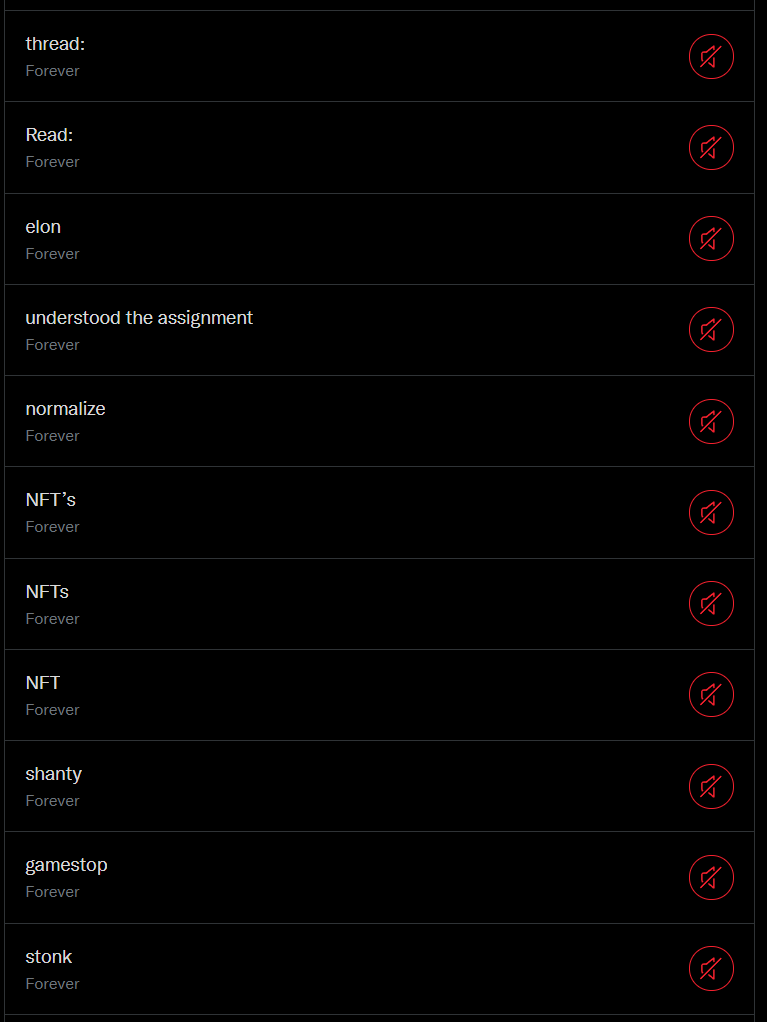 thread:
Forever
Read:
Forever
elon
Forever
understood the assignment
Forever
normalize
Forever
NFT’s
Forever
NFTs
Forever
NFT
Forever
shanty
Forever
gamestop
Forever
stonk
Forever